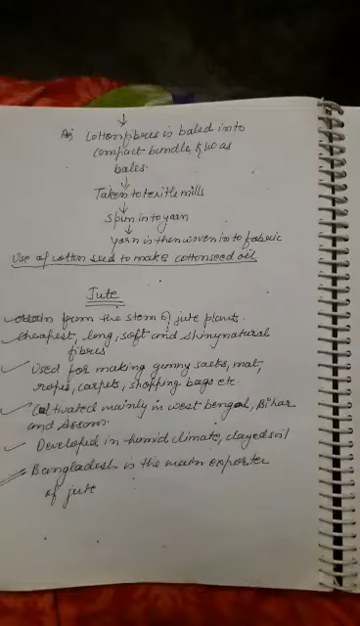 Cotton fibres is baled into
compact bundle k/o as
bales.
Taken to textile mills
Spun into yarn
yarn is then woven into fabric
Use of cotton seed to make cottonseed oil
Jute
Obtain from the stem of jute plants.
Cheapest, long, soft and shiny natural
fibres
Used for making gunny sacks, mat,
ropes, carpets, shopping bags etc
Cultivated mainly in west bengal, Bihar
and Assam.
Developed in humid climate, clayed soil
Bangladesh is the main exporter
of jute